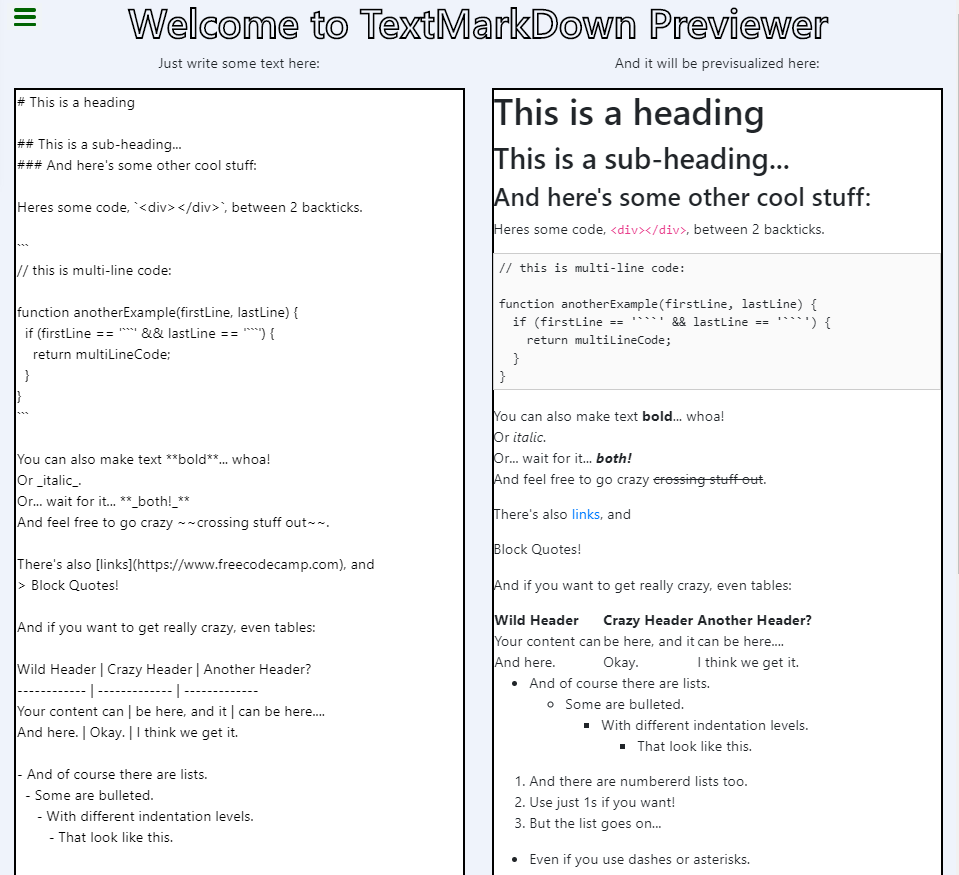 Welcome to TextMarkDown Previewer
Just write some text here:
# This is a heading

## This is a sub-heading...
### And here's some other cool stuff:

Heres some code, `<div></div>`, between 2 backticks.

```
// this is multi-line code:

function anotherExample(firstLine, lastLine) {
  if (firstLine == '```' && lastLine == '```') {
    return multiLineCode;
  }
}
```

You can also make text **bold**... whoa!
Or _italic_.
Or... wait for it... **_both!_**
And feel free to go crazy ~~crossing stuff out~~.

There's also [links](https://www.freecodecamp.com), and
> Block Quotes!

And if you want to get really crazy, even tables:

Wild Header | Crazy Header | Another Header?
------------ | ------------- | -------------
Your content can | be here, and it | can be here....
And here. | Okay. | I think we get it.

- And of course there are lists.
  - Some are bulleted.
     - With different indentation levels.
        - That look like this.

And it will be previsualized here:
This is a heading
This is a sub-heading...
And here's some other cool stuff:
Heres some code, <div></div>, between 2 backticks.
// this is multi-line code:

function anotherExample(firstLine, lastLine) {
  if (firstLine == '```' && lastLine == '```') {
    return multiLineCode;
  }
}
You can also make text bold... whoa!
Or italic.
Or... wait for it... both!
And feel free to go crazy crossing stuff out.
There's also links, and
Block Quotes!
And if you want to get really crazy, even tables:
Wild Header Crazy Header Another Header?
Your content can be here, and it can be here....
And here. Okay. I think we get it.
• And of course there are lists.
◦ Some are bulleted.
▪ With different indentation levels.
▪ That look like this.
1. And there are numbererd lists too.
2. Use just 1s if you want!
3. But the list goes on...
• Even if you use dashes or asterisks.